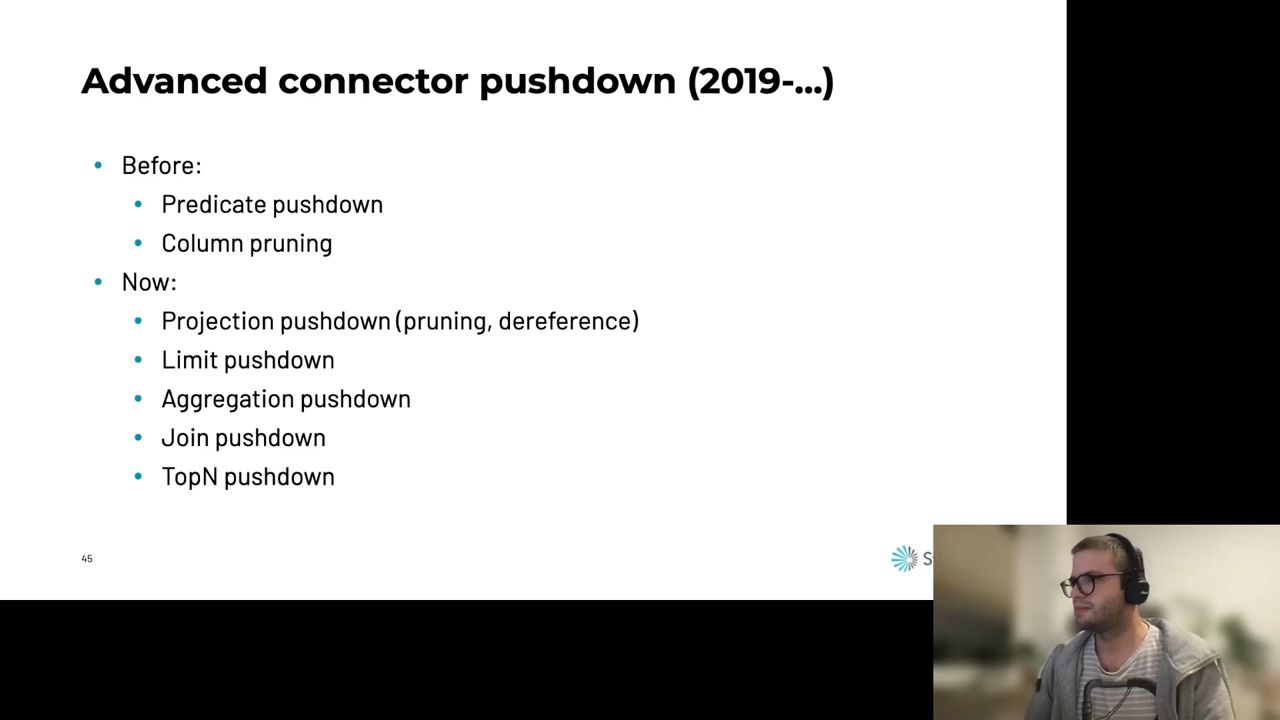 Advanced connector pushdown (2019-...)
Before:
Predicate pushdown
Column pruning
Now:
Projection pushdown (pruning, dereference)
Limit pushdown
Aggregation pushdown
Join pushdown
TopN pushdown
45